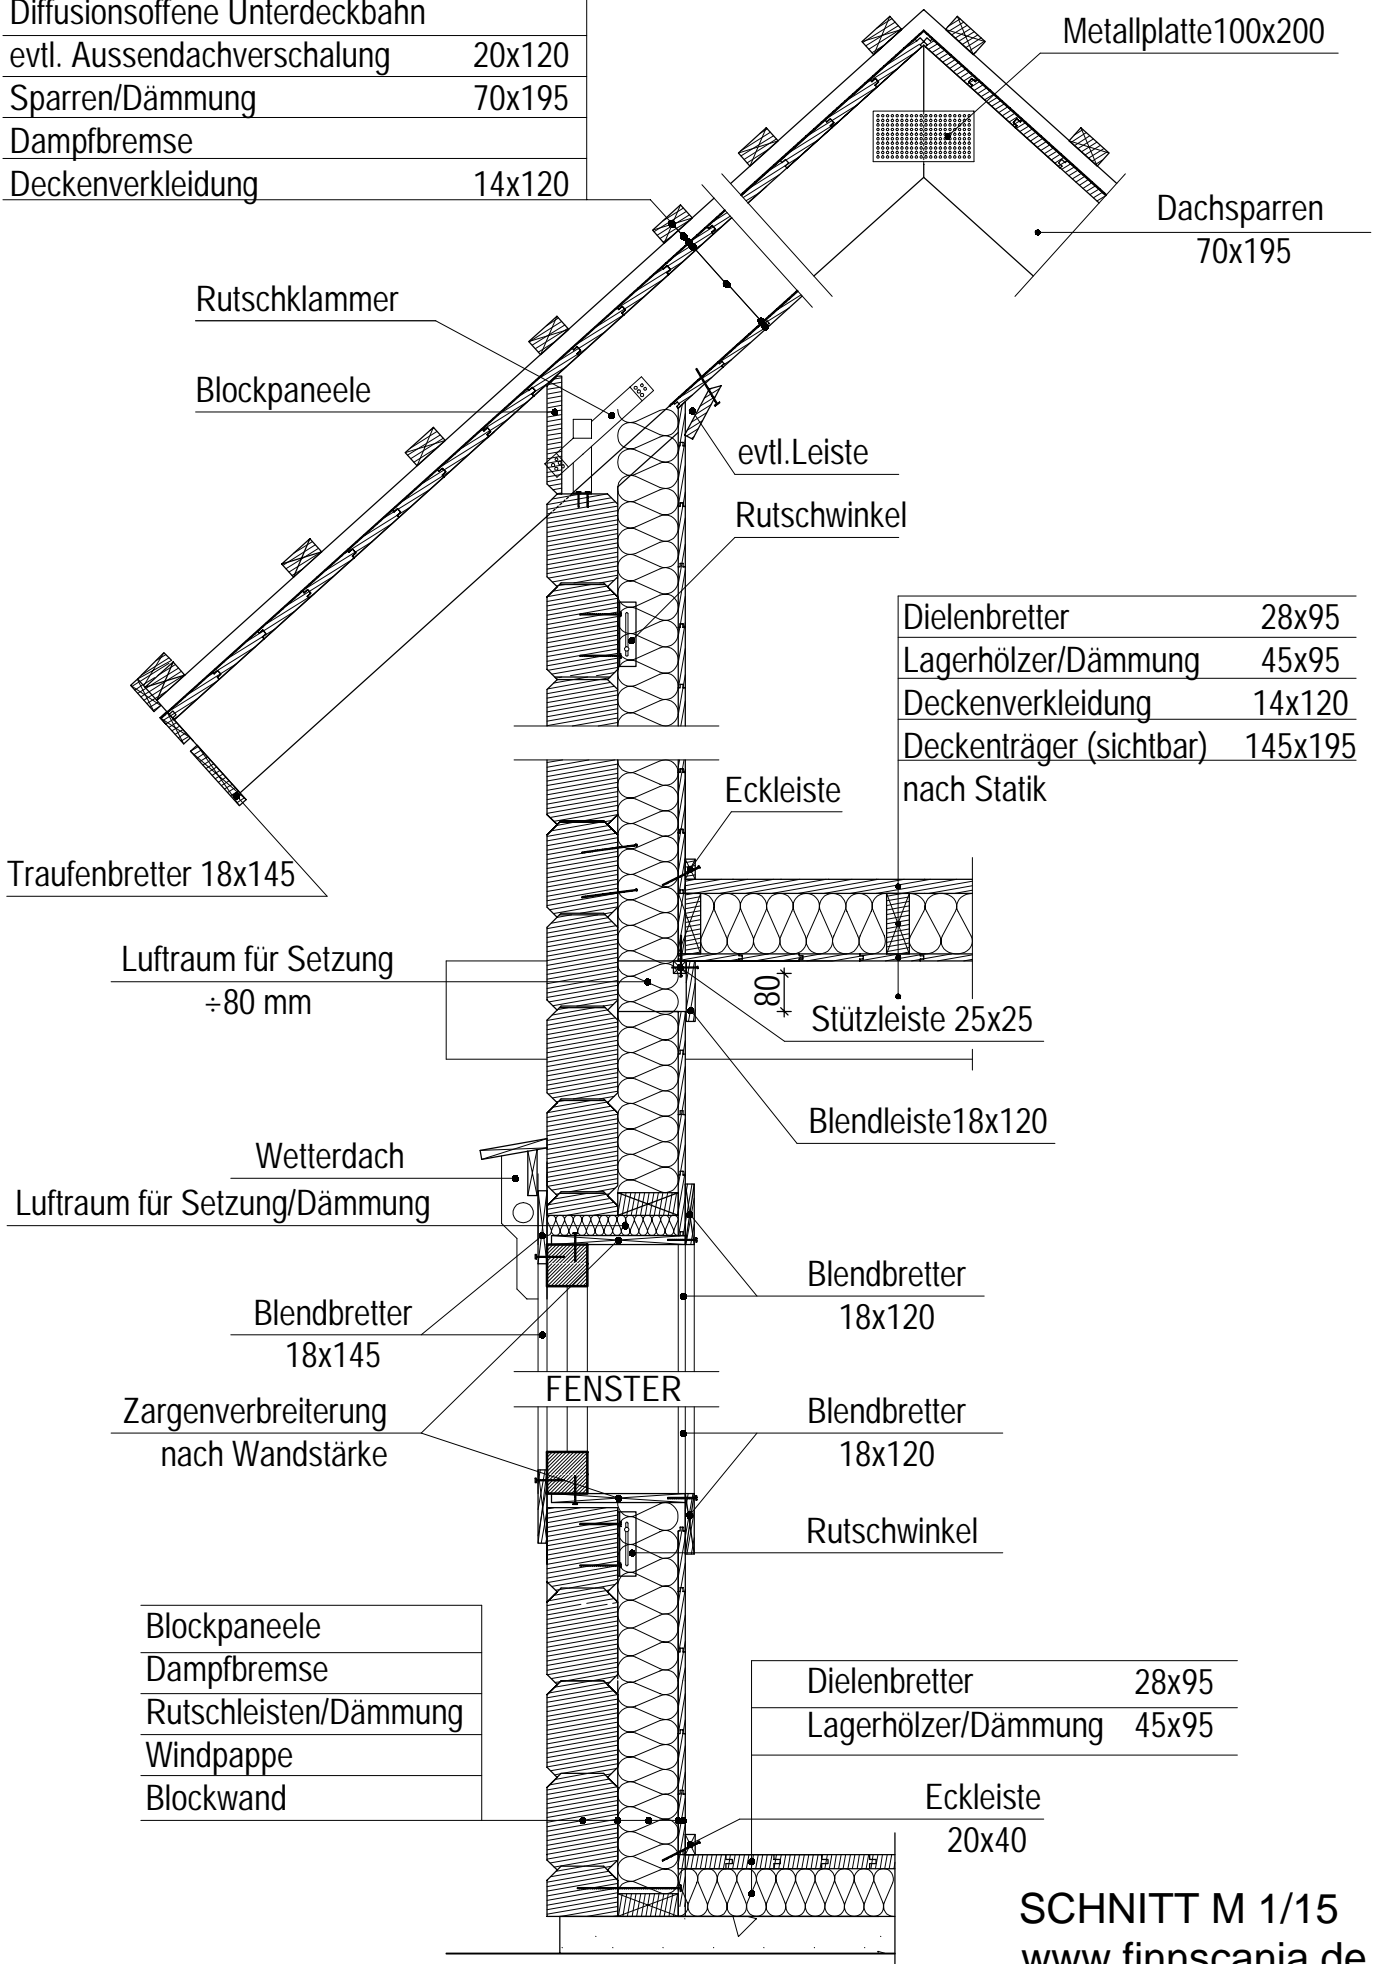 Diffusionsoffene Unterdeckbahn
evtl. Aussendachverschalung 20x120
Sparren/Dämmung 70x195
Dampfbremse
Deckenverkleidung 14x120
Metallplatte100x200
Dachsparren
70x195
Rutschklammer
Blockpaneele
evtl.Leiste
Rutschwinkel
Dielenbretter 28x95
Lagerhölzer/Dämmung 45x95
Deckenverkleidung 14x120
Deckenträger (sichtbar) 145x195
nach Statik
Eckleiste
Traufenbretter 18x145
Luftraum für Setzung
÷80 mm
80
Stützleiste 25x25
Blendleiste18x120
Wetterdach
Luftraum für Setzung/Dämmung
Blendbretter
18x120
Blendbretter
18x145
FENSTER
Zargenverbreiterung
nach Wandstärke
Blendbretter
18x120
Rutschwinkel
Blockpaneele
Dampfbremse
Rutschleisten/Dämmung
Windpappe
Blockwand
Dielenbretter 28x95
Lagerhölzer/Dämmung 45x95
Eckleiste
20x40
SCHNITT M 1/15
www.finnscania.de